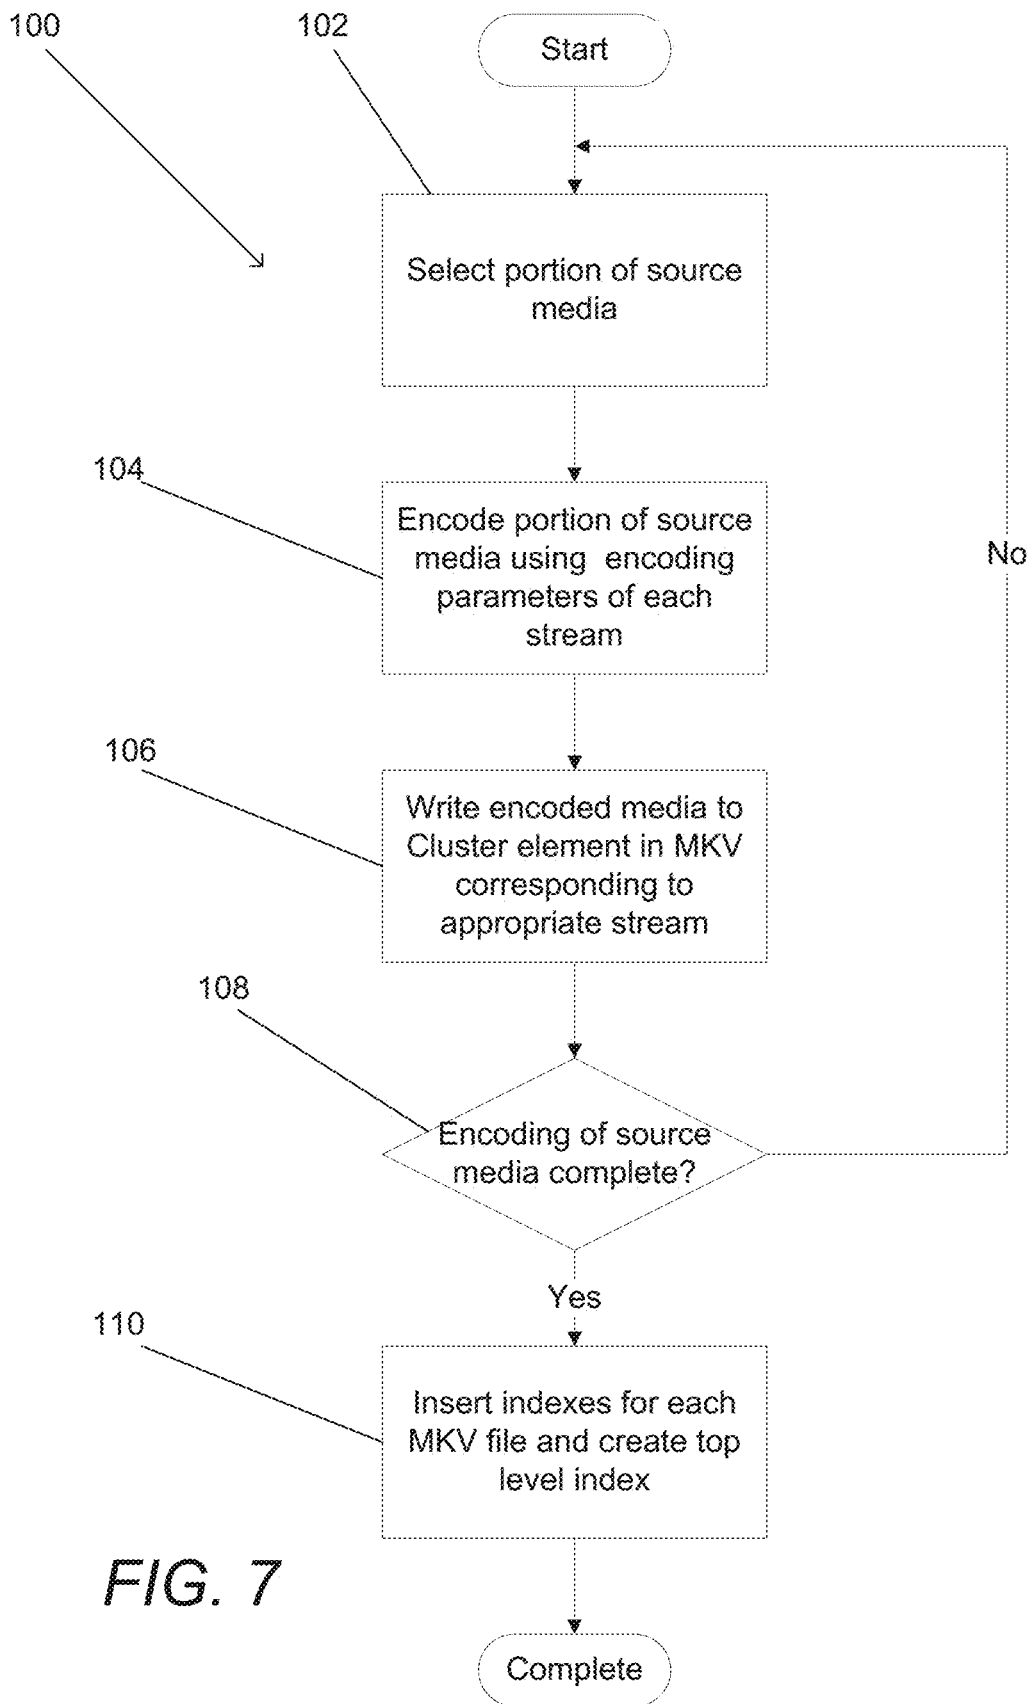 100
102
Start
Select portion of source
media
104
Encode portion of source
media using encoding
parameters of each
stream
No
106
Write encoded media to
Cluster element in MKV
corresponding to
appropriate stream
108
Encoding of source
media complete?
Yes
110
Insert indexes for each
MKV file and create top
level index
FIG. 7
Complete